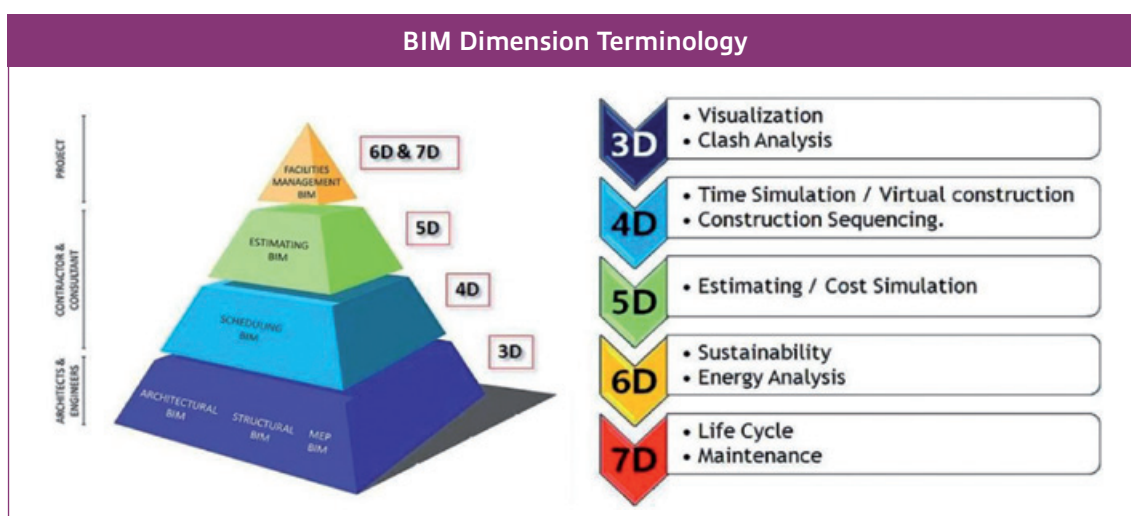 BIM Dimension Terminology
PROJECT
CONTRACTOR &
CONSULTANT
ARCHITECTS &
ENGINEERS
FACILITIES
MANAGEMENT
BIM
6D & 7D
ESTIMATING
BIM
5D
SCHEDULING
BIM
4D
3D
ARCHITECTURAL
BIM
STRUCTURAL
BIM
MEP
BIM
3D
• Visualization
• Clash Analysis
4D
• Time Simulation / Virtual construction
• Construction Sequencing.
5D
• Estimating / Cost Simulation
6D
• Sustainability
• Energy Analysis
7D
• Life Cycle
• Maintenance